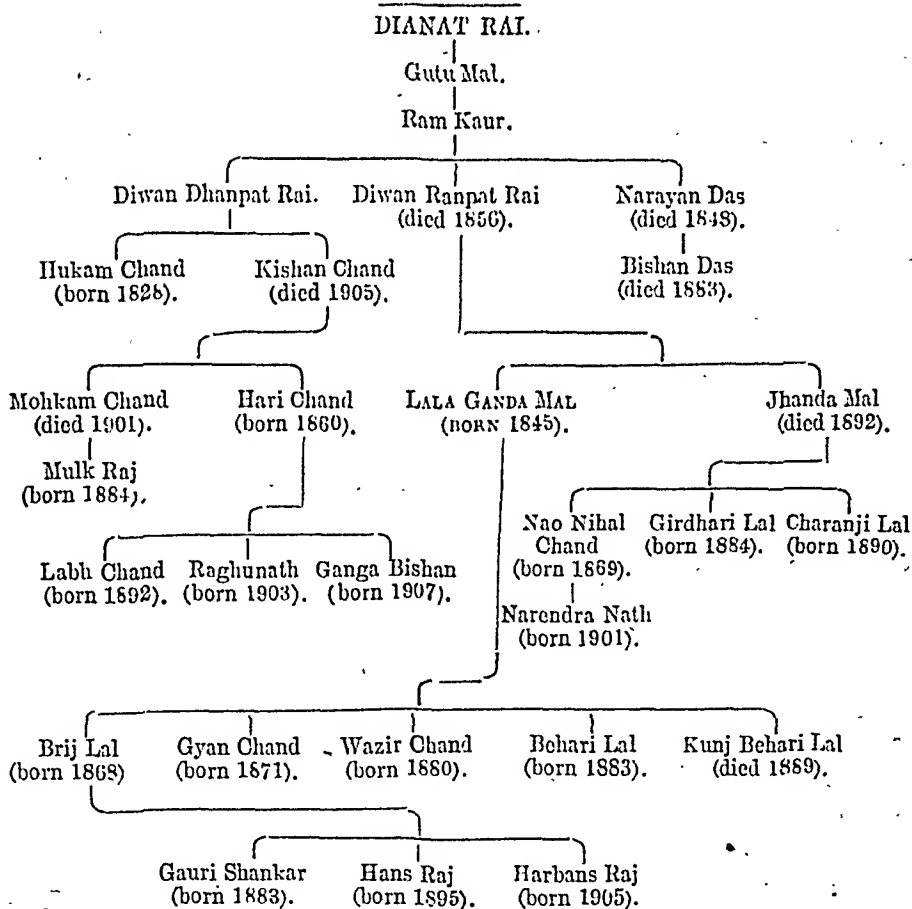 DIANAT RAI.
Gutu Mal.
Ram Kaur.
Diwan Dhanpat Rai. Diwan Ranpat Rai Narayan Das
(died 1856). (died 1848).
Hukam Chand Kishan Chand Bishan Das
(born 1828). (died 1905). (died 1883).
Mohkam Chand Hari Chand LALA GANDA MAL Jhanda Mal
(died 1901). (born 1860). (BORN 1845). (died 1892).
Mulk Raj
(born 1884).
Nao Nihal Girdhari Lal Charanji Lal
Chand (born 1884). (born 1890).
(born 1869).
Labh Chand Raghunath Ganga Bishan
(born 1892). (born 1903). (born 1907).
Narendra Nath
(born 1901).
Brij Lal Gyan Chand Wazir Chand Behari Lal Kunj Behari Lal
(born 1868) (born 1871). (born 1880). (born 1883). (died 1889).
Gauri Shankar Hans Raj Harbans Raj
(born 1883). (born 1895). (born 1905).